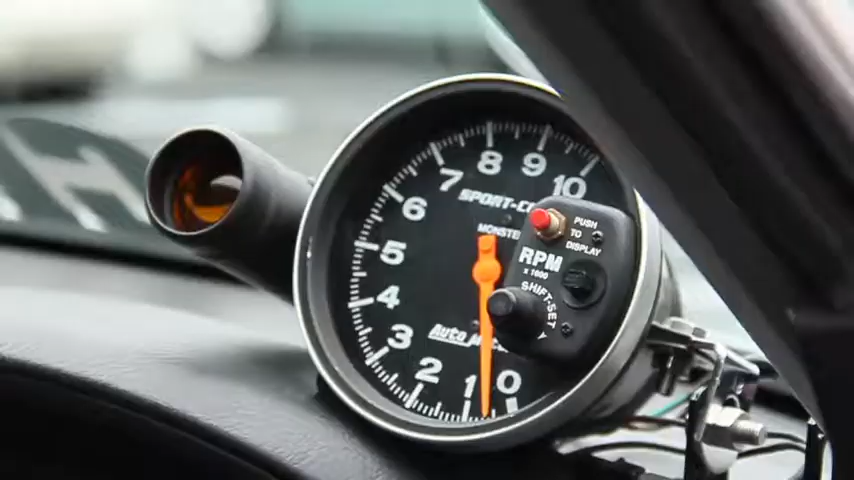 H
8
9
7
10
SPORT-C
6
MONSTE
PUSH
TO
DISPLAY
5
RPM
x 1000
SHIFT-SET
4
3
Auto
2
1
0